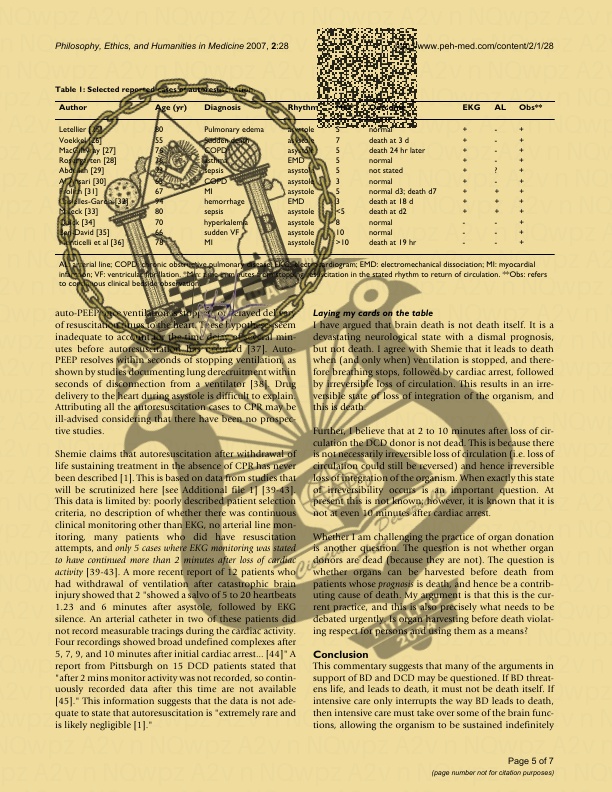 Philosophy, Ethics, and Humanities in Medicine 2007, 2:28
www.peh-med.com/content/2/1/28
Table 1: Selected reported cases of autoresuscitation
Author Age (yr) Diagnosis Rhythm EKG AL Obs**
Letellier 80 Pulmonary edema asystole 5 normal + - +
Voekkel 55 Sudden death asystole 7 death at 3 d + - +
MacGillivray [27] 76 COPD asystole 5 death 24 hr later + - +
Rosengarten [28] asthma EMD 5 normal + - +
[29] sepsis asystole 5 not stated + ? +
[30] COPD asystole 3 normal + - +
[31] 67 MI asystole 5 normal d3; death d7 + + +
[32] 94 hemorrhage EMD 3 death at 18 d + + +
[33] 80 sepsis asystole <5 death at d2 + + +
[34] 70 hyperkalemia asystole 8 normal - - +
[35] 66 sudden VF asystole 10 normal - - +
et al [36] 78 MI asystole >10 death at 19 hr - - +
AL: arterial line; COPD: chronic obstructive pulmonary disease; EKG: electrocardiogram; EMD: electromechanical dissociation; MI: myocardial
infarction; VF: ventricular fibrillation. from stopping resuscitation in the stated rhythm to return of circulation. **Obs: refers
to continuous clinical bedside observation
auto-PEEP once ventilation is stopped, or delayed delivery
of resuscitation drugs to the heart. These hypotheses seem
inadequate to account for the time delay of several min-
utes before autoresuscitation has occurred [37]. Auto-
PEEP resolves within seconds of stopping ventilation, as
shown by studies documenting lung derecruitment within
seconds of disconnection from a ventilator [38]. Drug
delivery to the heart during asystole is difficult to explain.
Attributing all the autoresuscitation cases to CPR may be
ill-advised considering that there have been no prospec-
tive studies.
Shemie claims that autoresuscitation after withdrawal of
life sustaining treatment in the absence of CPR has never
been described [1]. This is based on data from studies that
will be scrutinized here [see Additional file 1] [39-43].
This data is limited by: poorly described patient selection
criteria, no description of whether there was continuous
clinical monitoring other than EKG, no arterial line mon-
itoring, many patients who did have resuscitation
attempts, and only 5 cases where EKG monitoring was stated
to have continued more than 2 minutes after loss of cardiac
activity [39-43]. A more recent report of 12 patients who
had withdrawal of ventilation after catastrophic brain
injury showed that 2 "showed a salvo of 5 to 20 heartbeats
1.23 and 6 minutes after asystole, followed by EKG
silence. An arterial catheter in two of these patients did
not record measurable tracings during the cardiac activity.
Four recordings showed broad undefined complexes after
5, 7, 9, and 10 minutes after initial cardiac arrest... [44]" A
report from Pittsburgh on 15 DCD patients stated that
"after 2 mins monitor activity was not recorded, so contin-
uously recorded data after this time are not available
[45]." This information suggests that the data is not ade-
quate to state that autoresuscitation is "extremely rare and
is likely negligible [1]."
Laying my cards on the table
I have argued that brain death is not death itself. It is a
devastating neurological state with a dismal prognosis,
but not death. I agree with Shemie that it leads to death
when (and only when) ventilation is stopped, and there-
fore breathing stops, followed by cardiac arrest, followed
by irreversible loss of circulation. This results in an irre-
versible state of loss of integration of the organism, and
this is death.
Further, I believe that at 2 to 10 minutes after loss of cir-
culation the DCD donor is not dead. This is because there
is not necessarily irreversible loss of circulation (i.e. loss of
circulation could still be reversed) and hence irreversible
loss of integration of the organism. When exactly this state
of irreversibility occurs is an important question. At
present this is not known; however, it is known that it is
not at even 10 minutes after cardiac arrest.
Whether I am challenging the practice of organ donation
is another question. The question is not whether organ
donors are dead (because they are not). The question is
whether organs can be harvested before death from
patients whose prognosis is death, and hence be a contrib-
uting cause of death. My argument is that this is the cur-
rent practice, and this is also precisely what needs to be
debated urgently. Is organ harvesting before death violat-
ing respect for persons and using them as a means?
Conclusion
This commentary suggests that many of the arguments in
support of BD and DCD may be questioned. If BD threat-
ens life, and leads to death, it must not be death itself. If
intensive care only interrupts the way BD leads to death,
then intensive care must take over some of the brain func-
tions, allowing the organism to be sustained indefinitely
Page 5 of 7
(page number not for citation purposes)